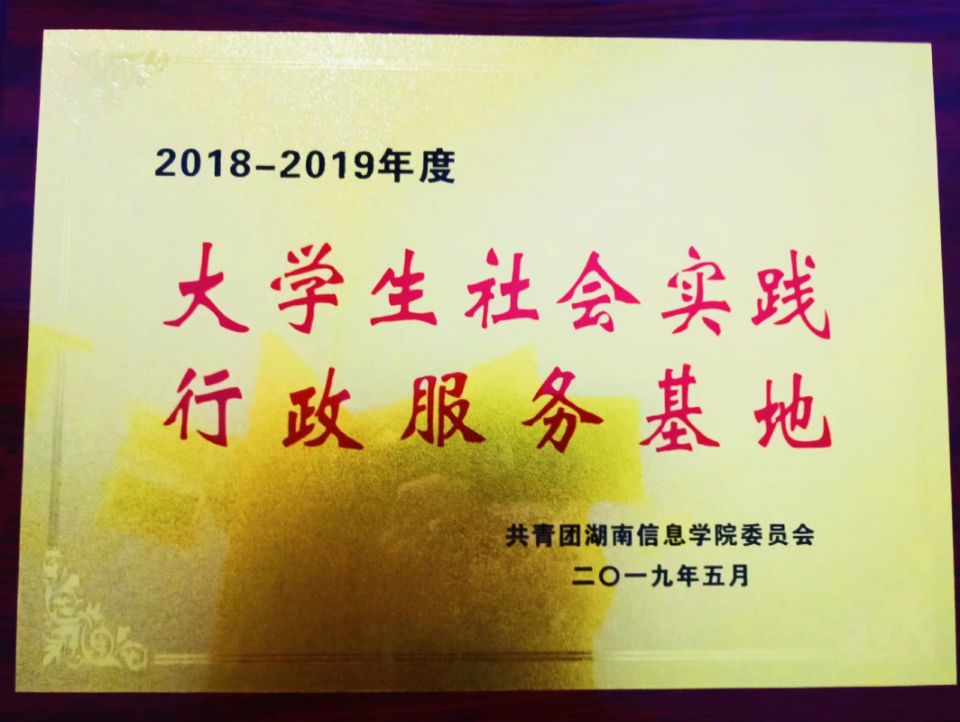 2018-2019年度
大学生社会实践
行政服务基地
共青团湖南信息学院委员会
二〇一九年五月